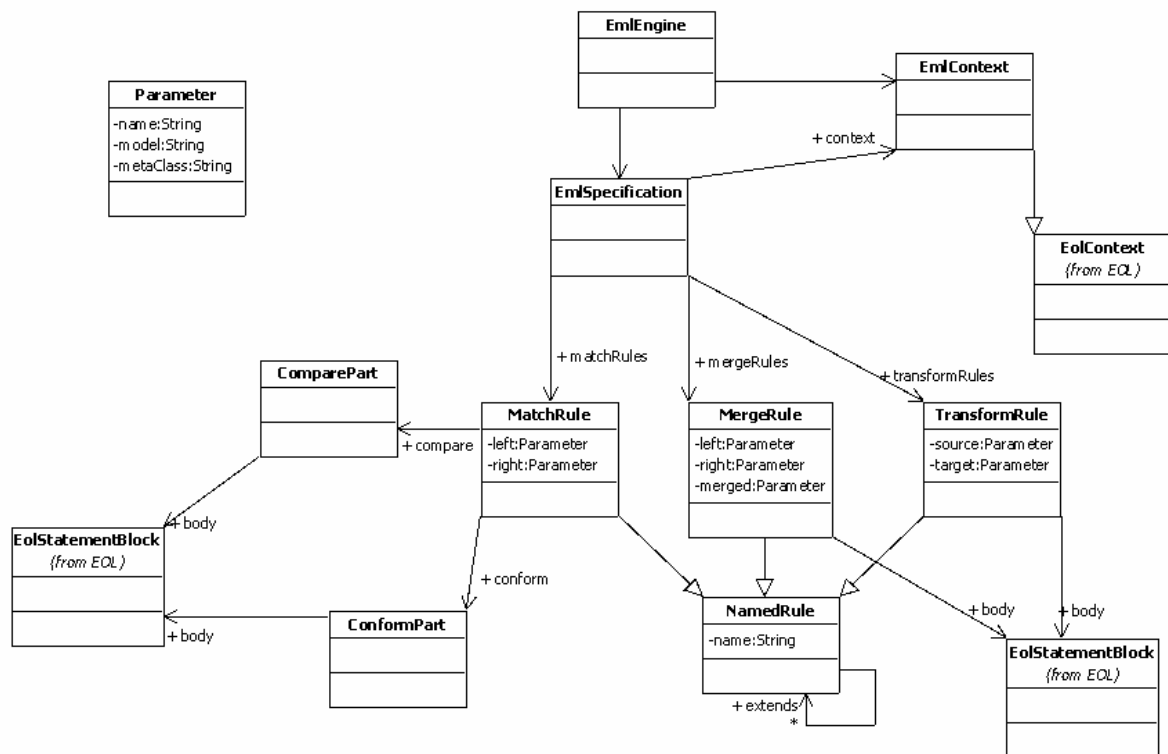 EmlEngine
EmlContext
Parameter
-name:String
-model:String
-metaClass:String
+ context
EmlSpecification
EolContext
(from EOL)
+ matchRules
+ mergeRules
+ transformRules
ComparePart
MatchRule
-left:Parameter
-right:Parameter
MergeRule
-left:Parameter
-right:Parameter
-merged:Parameter
TransformRule
-source:Parameter
-target:Parameter
+ compare
+ body
EolStatementBlock
(from EOL)
+ conform
+ body
ConformPart
NamedRule
-name:String
+ body
+ body
EolStatementBlock
(from EOL)
+ extends
*